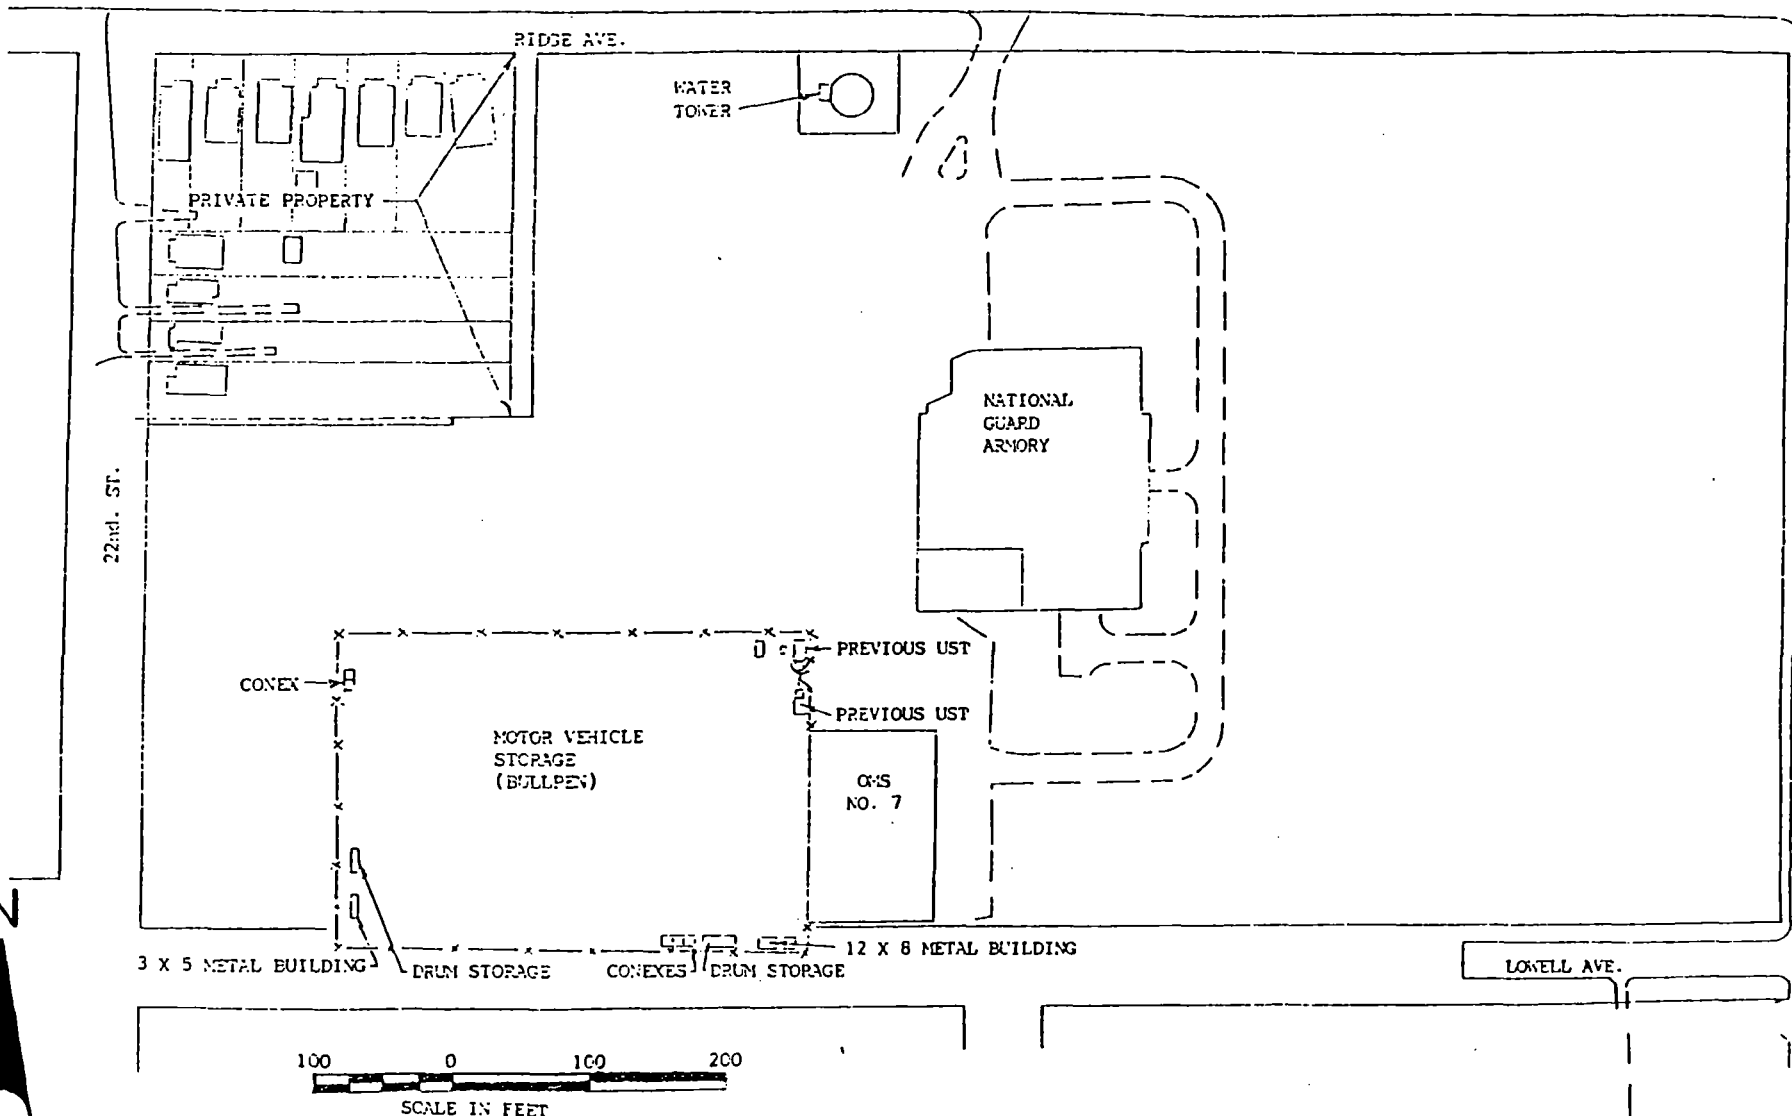 RIDGE AVE.
WATER
TOWER
PRIVATE PROPERTY
NATIONAL
GUARD
ARMORY
22nd. ST.
PREVIOUS UST
CONEX
PREVIOUS UST
MOTOR VEHICLE
STORAGE
(BULLPEN)
OMS
NO. 7
3 X 5 METAL BUILDING
DRUM STORAGE
CONEXES
DRUM STORAGE
12 X 8 METAL BUILDING
LOWELL AVE.
100 0 100 200
SCALE IN FEET